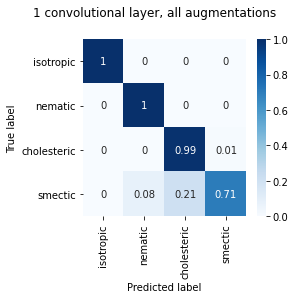 1 convolutional layer, all augmentations
isotropic 1 0 0 0
nematic 0 1 0 0
cholesteric 0 0 0.99 0.01
smectic 0 0.08 0.21 0.71
True label
isotropic
nematic
cholesteric
smectic
Predicted label
1.0
0.8
0.6
0.4
0.2
0.0